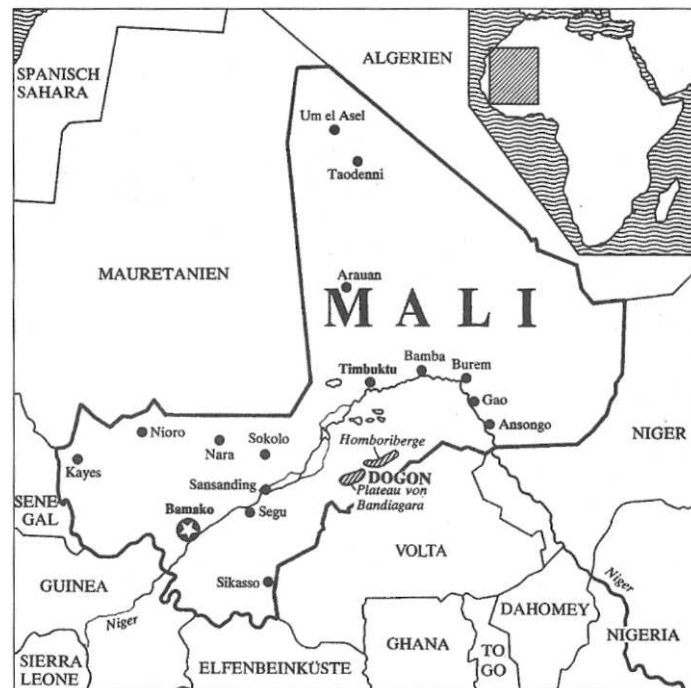 SPANISCH
SAHARA
ALGERIEN
Um el Asel
Taodenni
MAURETANIEN
Arauan
MALI
Timbuktu
Bamba
Burem
Gao
Ansongo
NIGER
Nioro
Nara
Sokolo
Homboriberge
Kayes
Sansanding
DOGON
Plateau von
Bandiagara
SENE
GAL
Bamako
Segu
VOLTA
GUINEA
Sikasso
Niger
Niger
DAHOMEY
NIGERIA
SIERRA
LEONE
ELFENBEINKÜSTE
GHANA
TO
GO